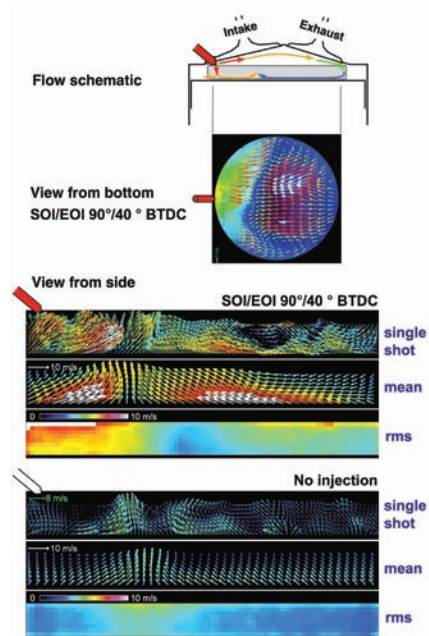 Intake
Exhaust
Flow schematic
View from bottom
SOI/EOI 90°/40 ° BTDC
View from side
SOI/EOI 90°/40 ° BTDC
single
shot
10 m/s
mean
0 10 m/s
rms
No injection
8 m/s
single
shot
10 m/s
mean
0 10 m/s
rms